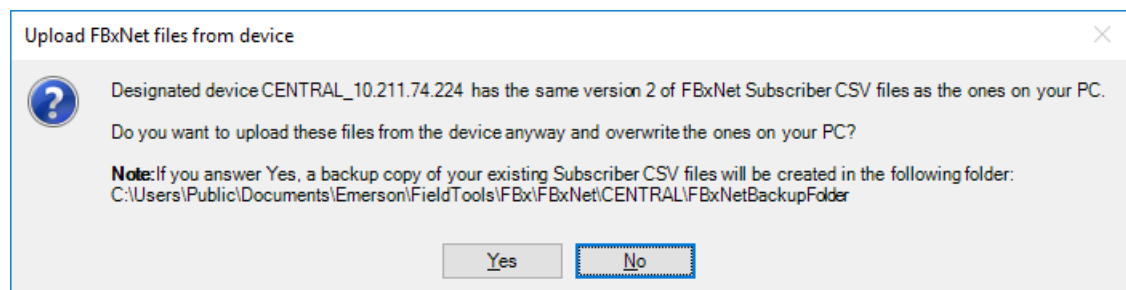 Upload FBxNet files from device
Designated device CENTRAL_10.211.74.224 has the same version 2 of FBxNet Subscriber CSV files as the ones on your PC.
Do you want to upload these files from the device anyway and overwrite the ones on your PC?
Note:If you answer Yes, a backup copy of your existing Subscriber CSV files will be created in the following folder:
C:\Users\Public\Documents\Emerson\FieldTools\FBx\FBxNet\CENTRAL\FBxNetBackupFolder
Yes No